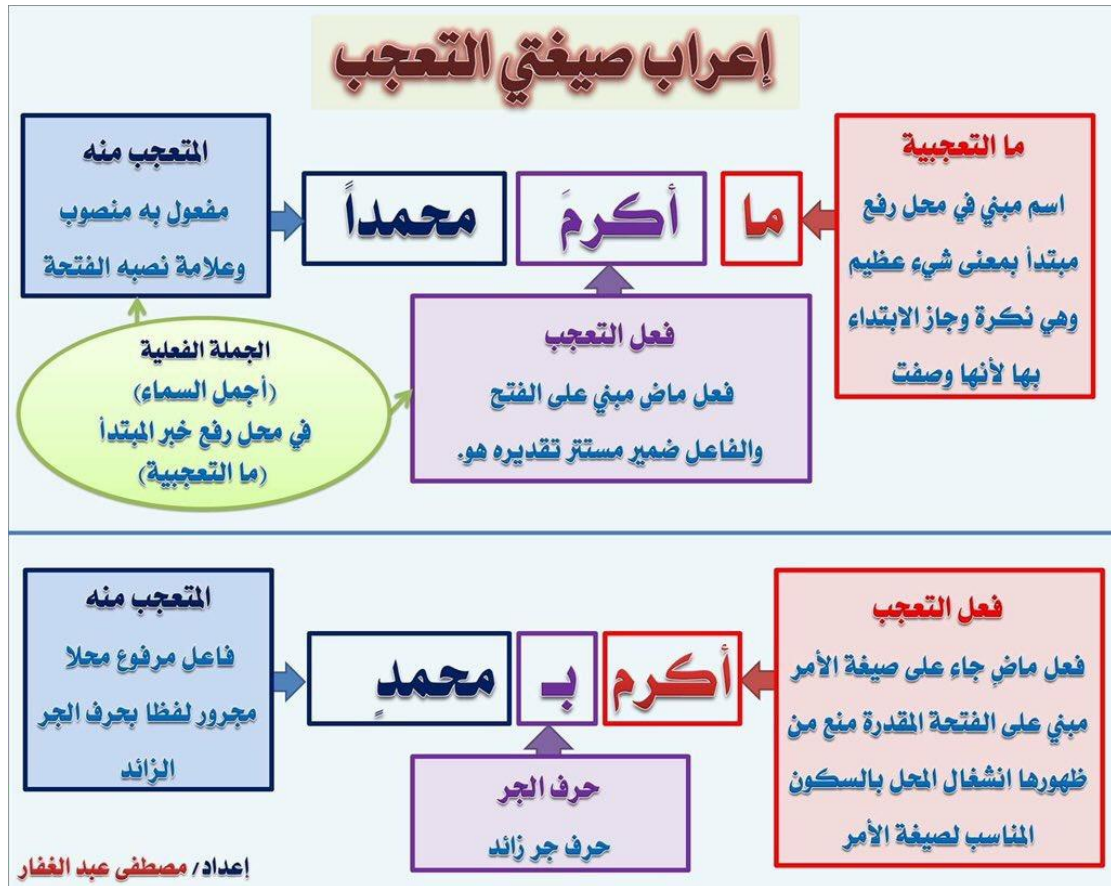 إعراب صيغتي التعجب
ما التعجبية
اسم مبني في محل رفع
مبتدأ بمعنى شيء عظيم
وهي نكرة وجاز الابتداء
بها لأنها وصفت
ما أكرمَ محمداً
المتعجب منه
مفعول به منصوب
وعلامة نصبه الفتحة
فعل التعجب
فعل ماض مبني على الفتح
والفاعل ضمير مستتر تقديره هو.
الجملة الفعلية
(أجمل السماء)
في محل رفع خبر المبتدأ
(ما التعجبية)
فعل التعجب
فعل ماضٍ جاء على صيغة الأمر
مبني على الفتحة المقدرة منع من
ظهورها انشغال المحل بالسكون
المناسب لصيغة الأمر
أكرم بـ محمدٍ
المتعجب منه
فاعل مرفوع محلا
مجرور لفظا بحرف الجر
الزائد
حرف الجر
حرف جر زائد
إعداد/ مصطفى عبد الغفار